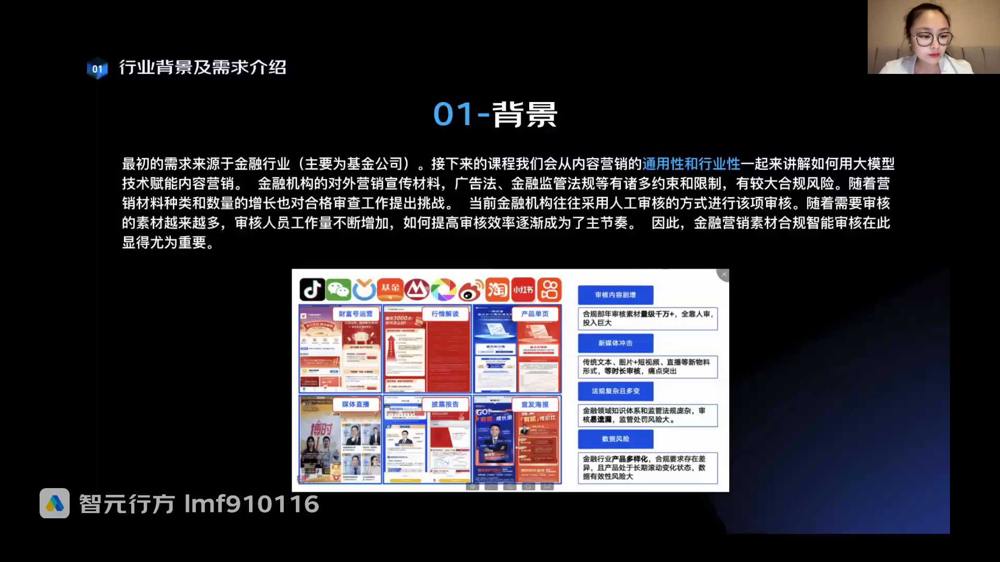 01 行业背景及需求介绍
01-背景
最初的需求来源于金融行业（主要为基金公司）。接下来的课程我们会从内容营销的通用性和行业性一起来讲解如何用大模型
技术赋能内容营销。 金融机构的对外营销宣传材料，广告法、金融监管法规等有诸多约束和限制，有较大合规风险。随着营
销材料种类和数量的增长也对合格审查工作提出挑战。 当前金融机构往往采用人工审核的方式进行该项审核。随着需要审核
的素材越来越多，审核人员工作量不断增加，如何提高审核效率逐渐成为了主节奏。 因此，金融营销素材合规智能审核在此
显得尤为重要。
基金
淘
小红书
财富号运营
行情解读
3000点
产品单页
媒体直播
博时
披露报告
宣发海报
GO!
成长派
审核内容剧增
合规部年审核素材量级千万+，全靠人审，
投入巨大
新媒体冲击
传统文本、图片+短视频、直播等新物料
形式，等时长审核，痛点突出
法规复杂且多变
金融领域知识体系和监管法规庞杂，审
核易遗漏，监管处罚风险大。
数据风险
金融行业产品多样化，合规要求存在差
异，且产品处于长期滚动变化状态，数
据有效性风险大
智元行方 lmf910116